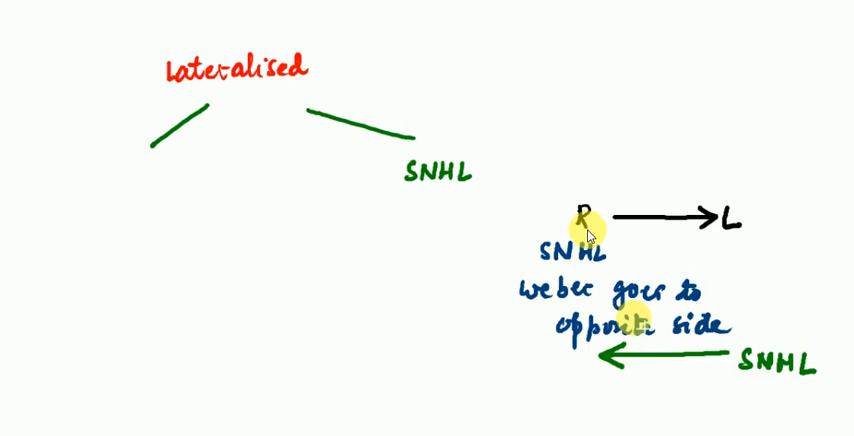 Lateralised
SNHL
R → L
SNHL
weber goes to
opposite side
← SNHL